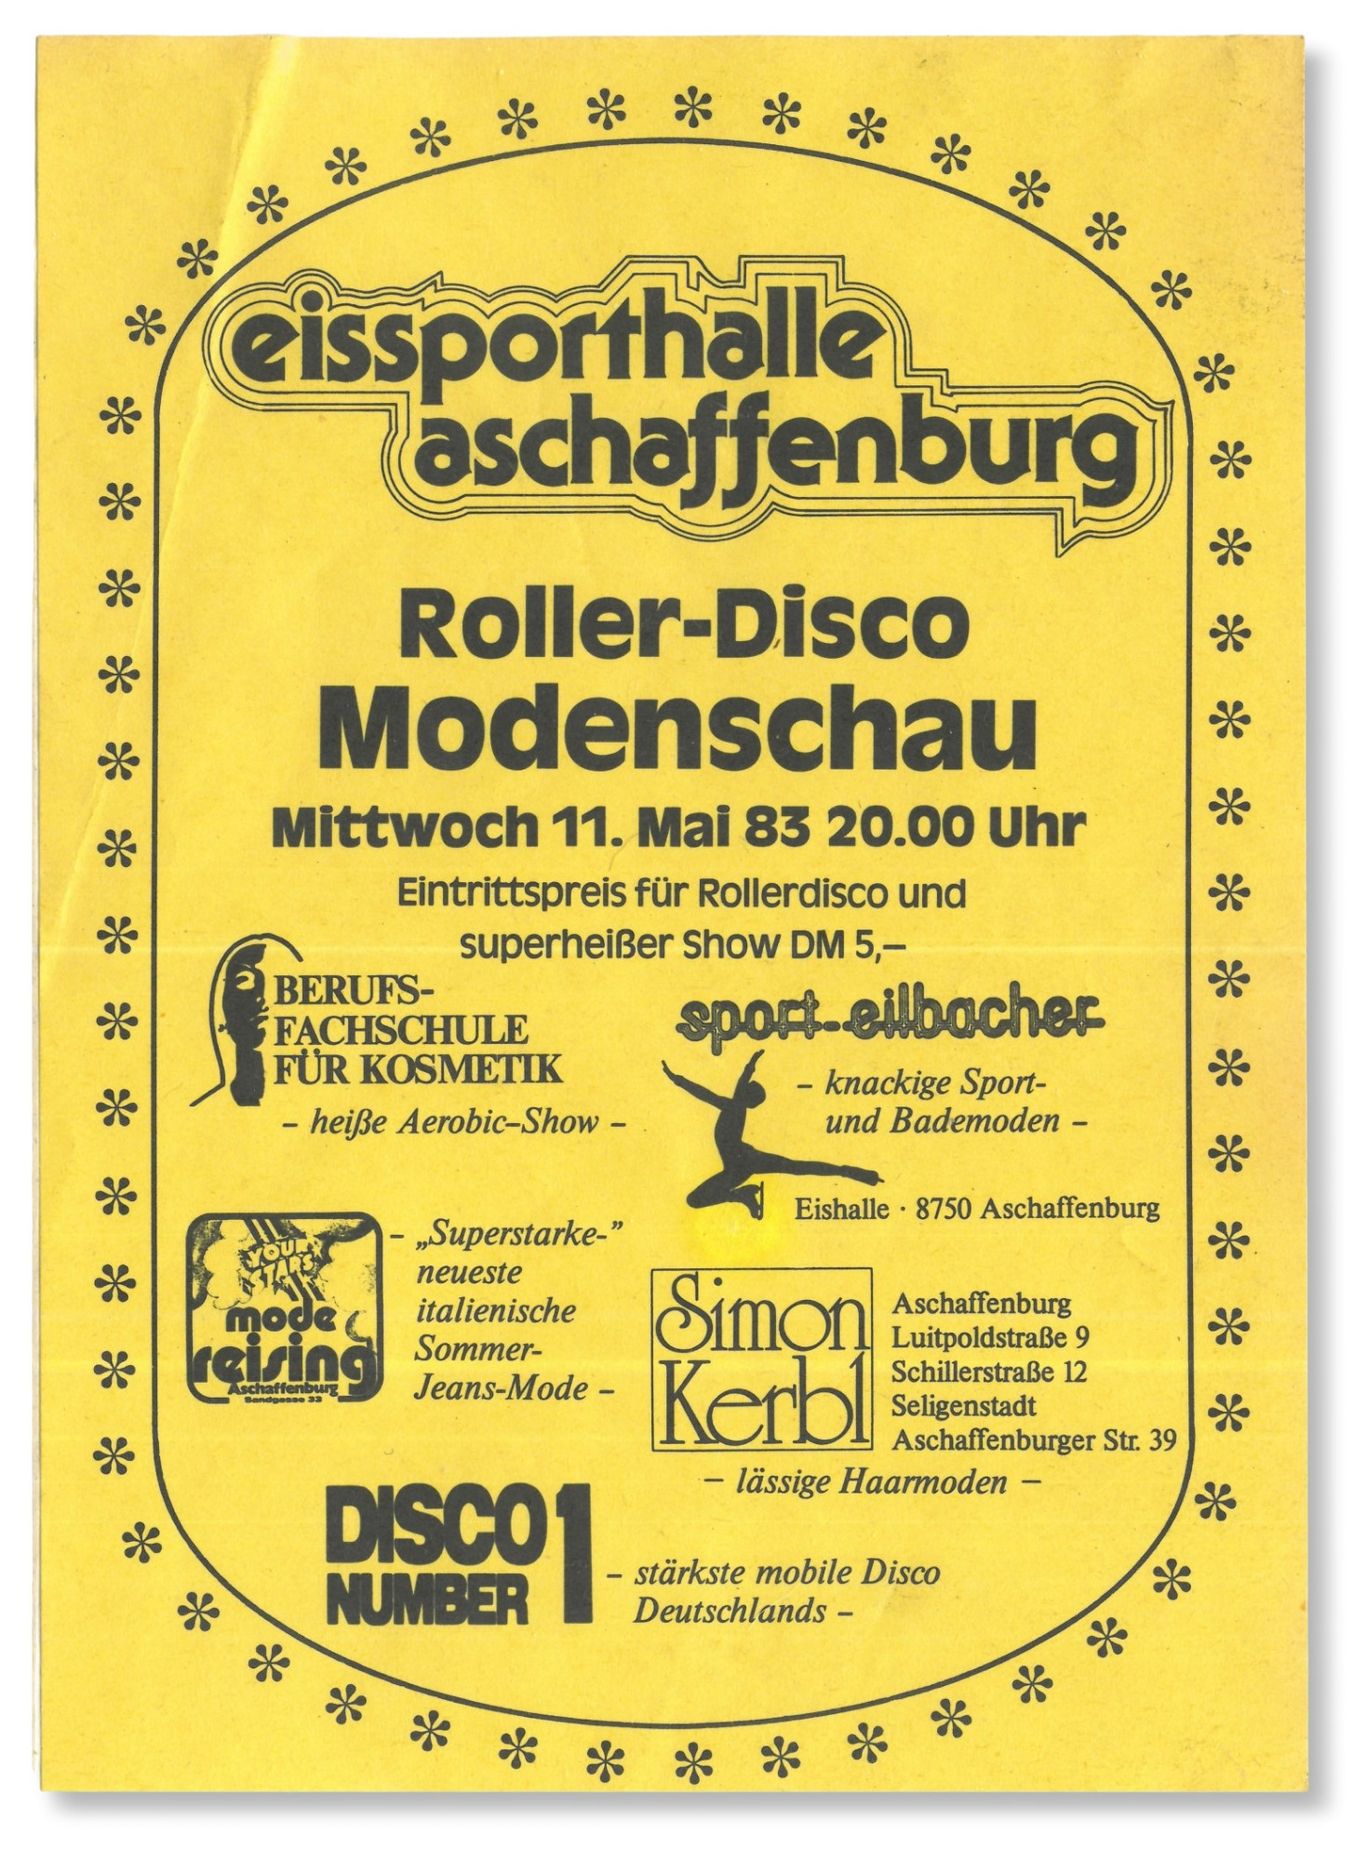 eissporthalle
aschaffenburg
Roller-Disco
Modenschau
Mittwoch 11. Mai 83 20.00 Uhr
Eintrittspreis für Rollerdisco und
superheißer Show DM 5,–
BERUFS-
FACHSCHULE
FÜR KOSMETIK
– heiße Aerobic–Show –
sport-eilbacher
– knackige Sport-
und Bademoden –
Eishalle · 8750 Aschaffenburg
YOUR
STARS
mode
reising
Aschaffenburg
Sandgasse 33
– „Superstarke-”
neueste
italienische
Sommer-
Jeans-Mode –
Simon
Kerbl
Aschaffenburg
Luitpoldstraße 9
Schillerstraße 12
Seligenstadt
Aschaffenburger Str. 39
– lässige Haarmoden –
DISCO
NUMBER 1
– stärkste mobile Disco
Deutschlands –